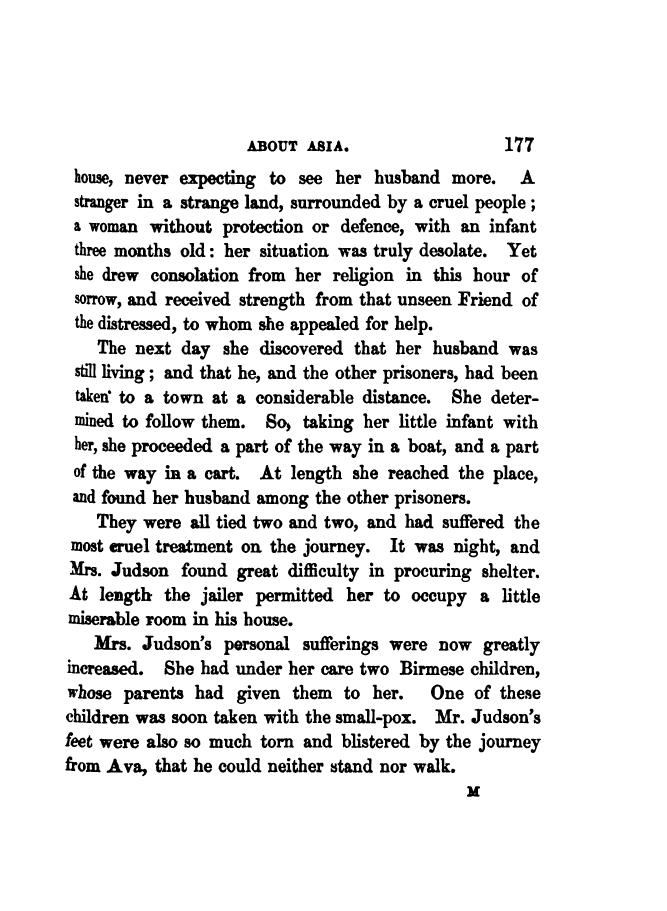 ABOUT ASIA. 177
house, never expecting to see her husband more. A
stranger in a strange land, surrounded by a cruel people ;
a woman without protection or defence, with an infant
three months old : her situation was truly desolate. Yet
she drew consolation from her religion in this hour of
sorrow, and received strength from that unseen Friend of
the distressed, to whom she appealed for help.
The next day she discovered that her husband was
still living ; and that he, and the other prisoners, had been
taken to a town at a considerable distance. She deter-
mined to follow them. So, taking her little infant with
her, she proceeded a part of the way in a boat, and a part
of the way in a cart. At length she reached the place,
and found her husband among the other prisoners.
They were all tied two and two, and had suffered the
most cruel treatment on the journey. It was night, and
Mrs. Judson found great difficulty in procuring shelter.
At length the jailer permitted her to occupy a little
miserable room in his house.
Mrs. Judson's personal sufferings were now greatly
increased. She had under her care two Birmese children,
whose parents had given them to her. One of these
children was soon taken with the small-pox. Mr. Judson's
feet were also so much torn and blistered by the journey
from Ava, that he could neither stand nor walk.
M